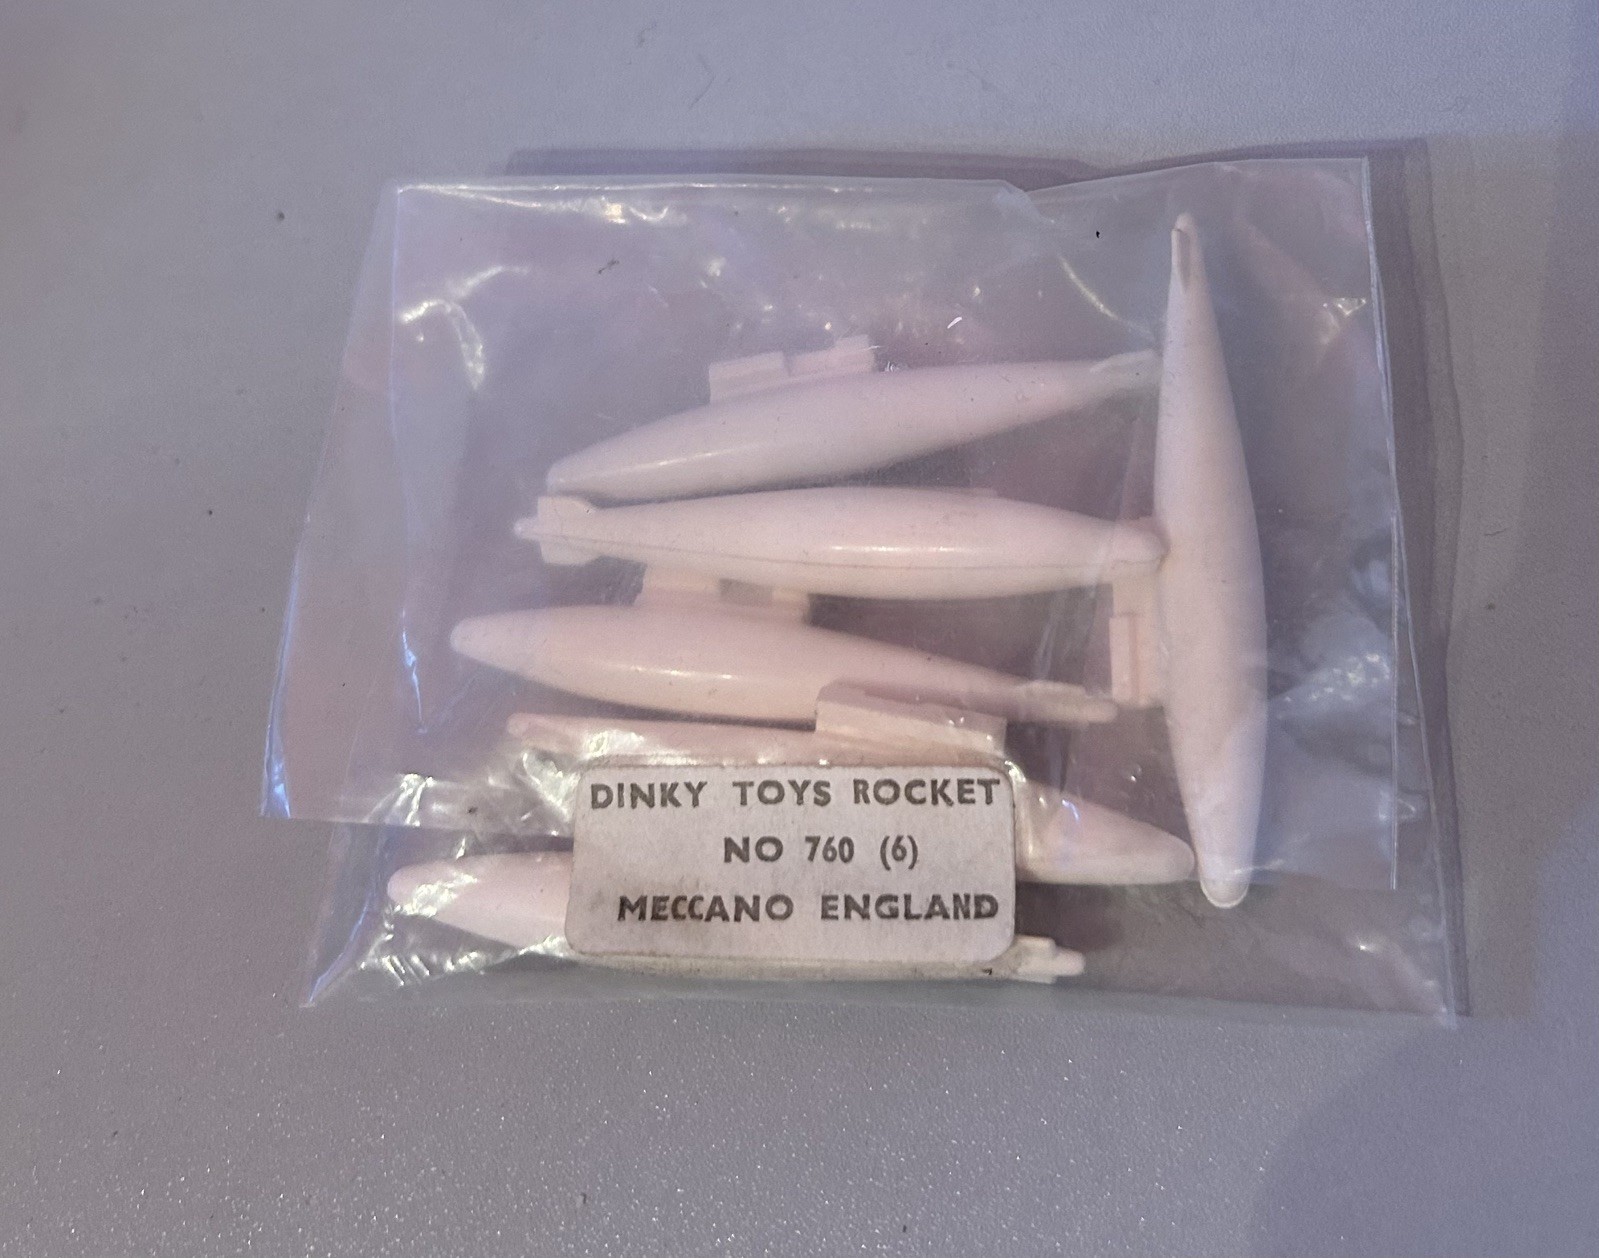 DINKY TOYS ROCKET
NO 760 (6)
MECCANO ENGLAND